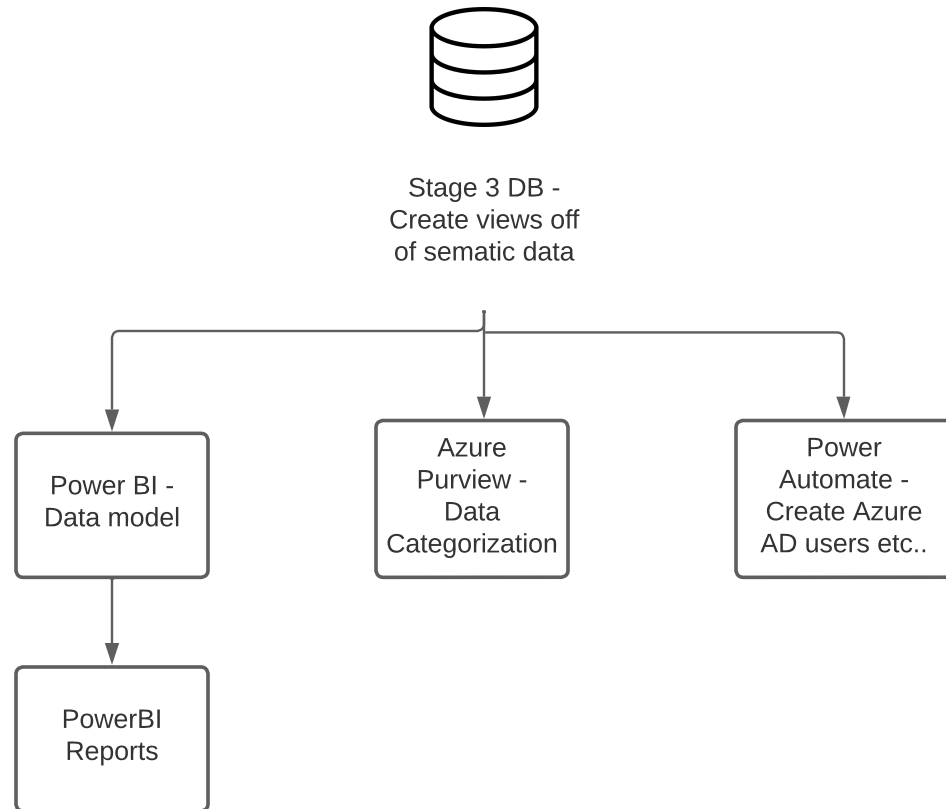 Stage 3 DB -
Create views off
of sematic data
Power BI -
Data model
Azure
Purview -
Data
Categorization
Power
Automate -
Create Azure
AD users etc..
PowerBI
Reports